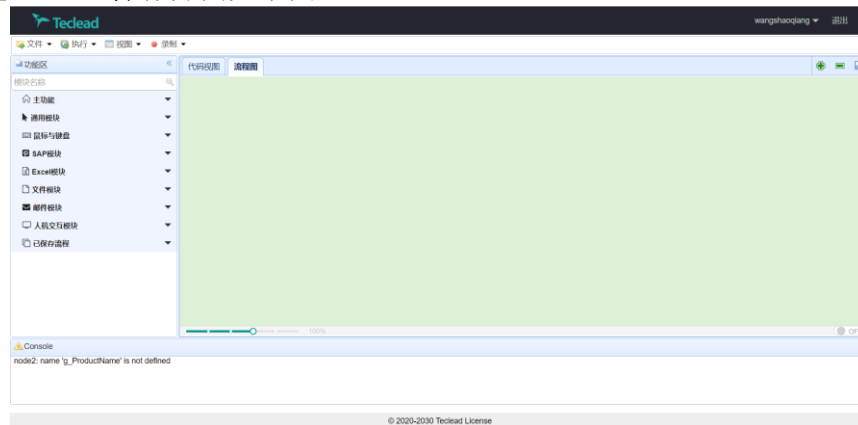 Teclead
wangshaoqiang 退出
文件 执行 视图 录制
功能区
代码视图 流程图
模块名称
主功能
通用模块
鼠标与键盘
SAP模块
Excel模块
文件模块
邮件模块
人机交互模块
已保存流程
100%
Console
node2: name 'g_ProductName' is not defined
© 2020-2030 Teclead License